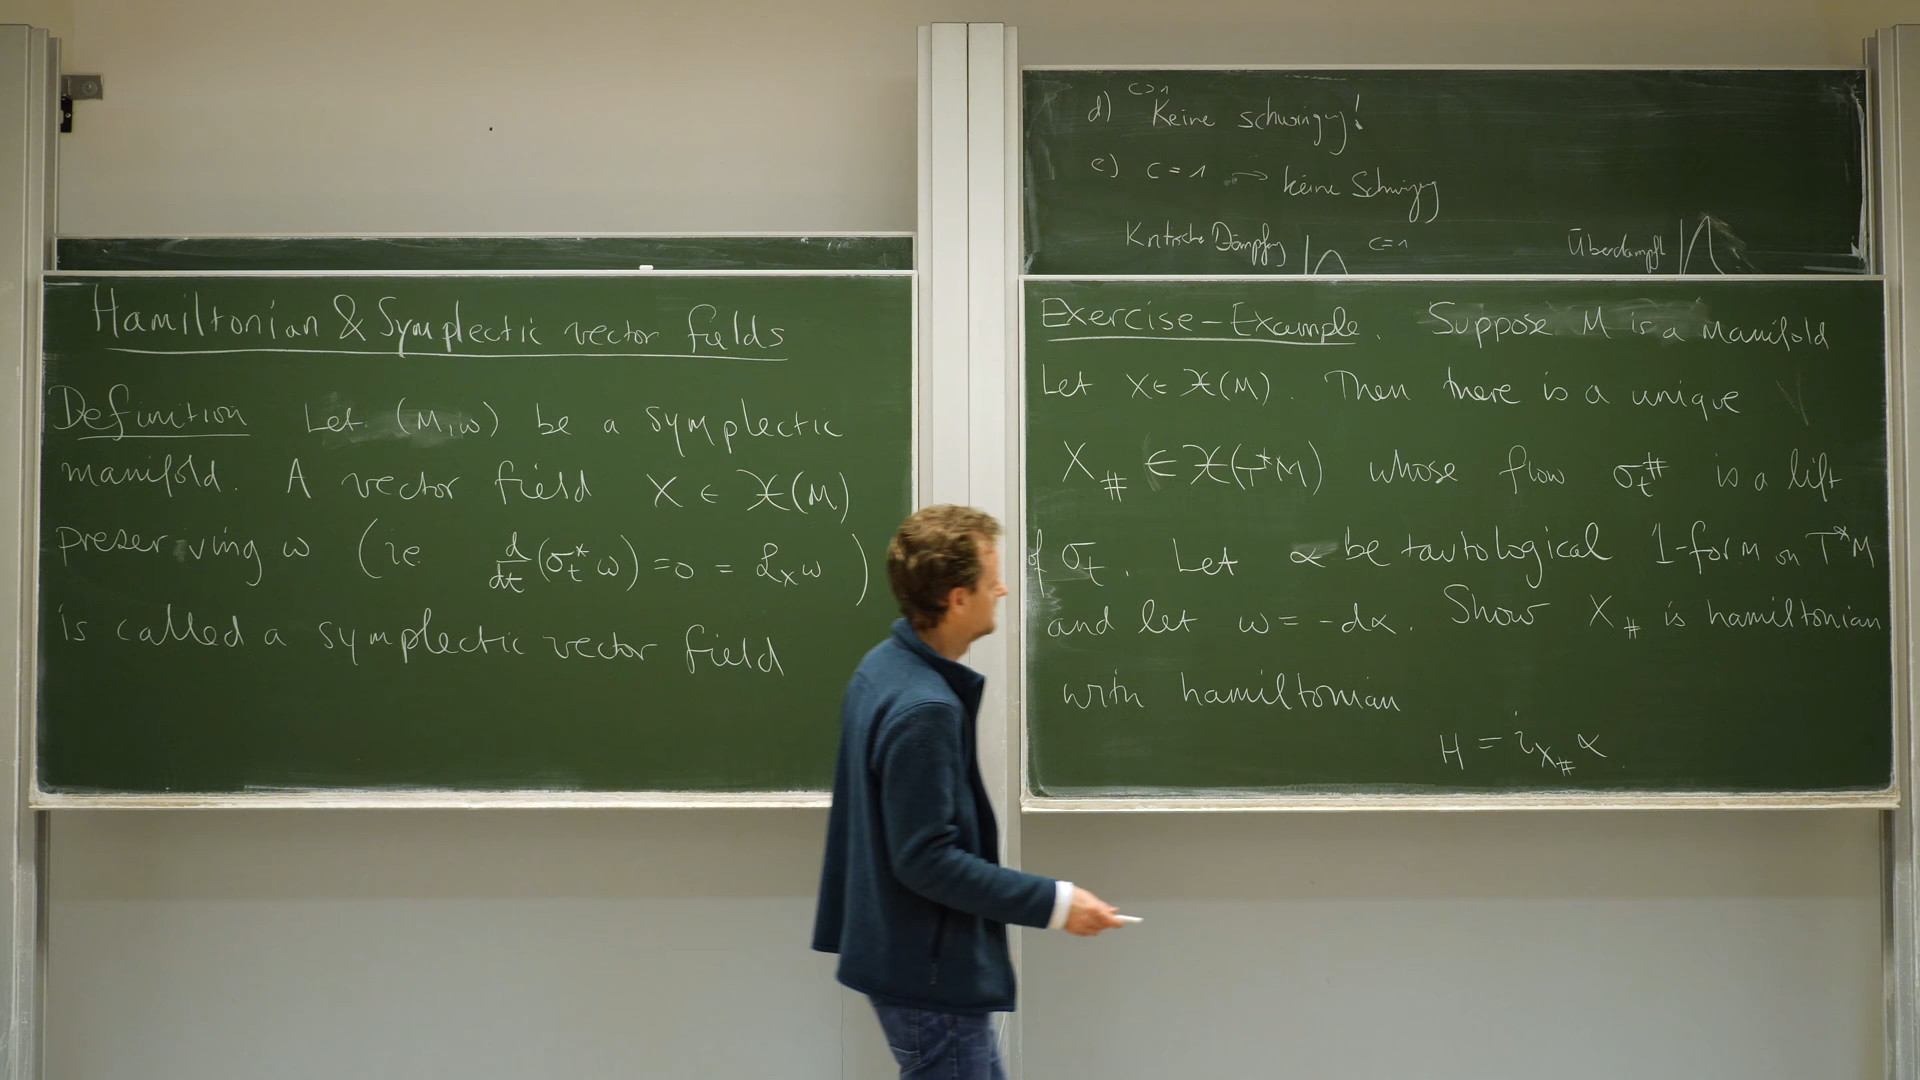 Hamiltonian & Symplectic vector fields
Definition Let (M, ω) be a symplectic
manifold. A vector field X ∈ 𝔛(M)
preserving ω (ie d/dt (σ_t^* ω) = 0 = ℒ_X ω)
is called a symplectic vector field
d) c>1 Keine schwingung!
e) c = 1 → keine Schwingung
Kritische Dämpfung c=1 Überdämpft
Exercise-Example. Suppose M is a manifold
Let X ∈ 𝔛(M). Then there is a unique
X_# ∈ 𝔛(T*M) whose flow σ_t^# is a lift
of σ_t. Let α be tautological 1-form on T*M
and let ω = -dα. Show X_# is hamiltonian
with hamiltonian
H = i_{X_#} α